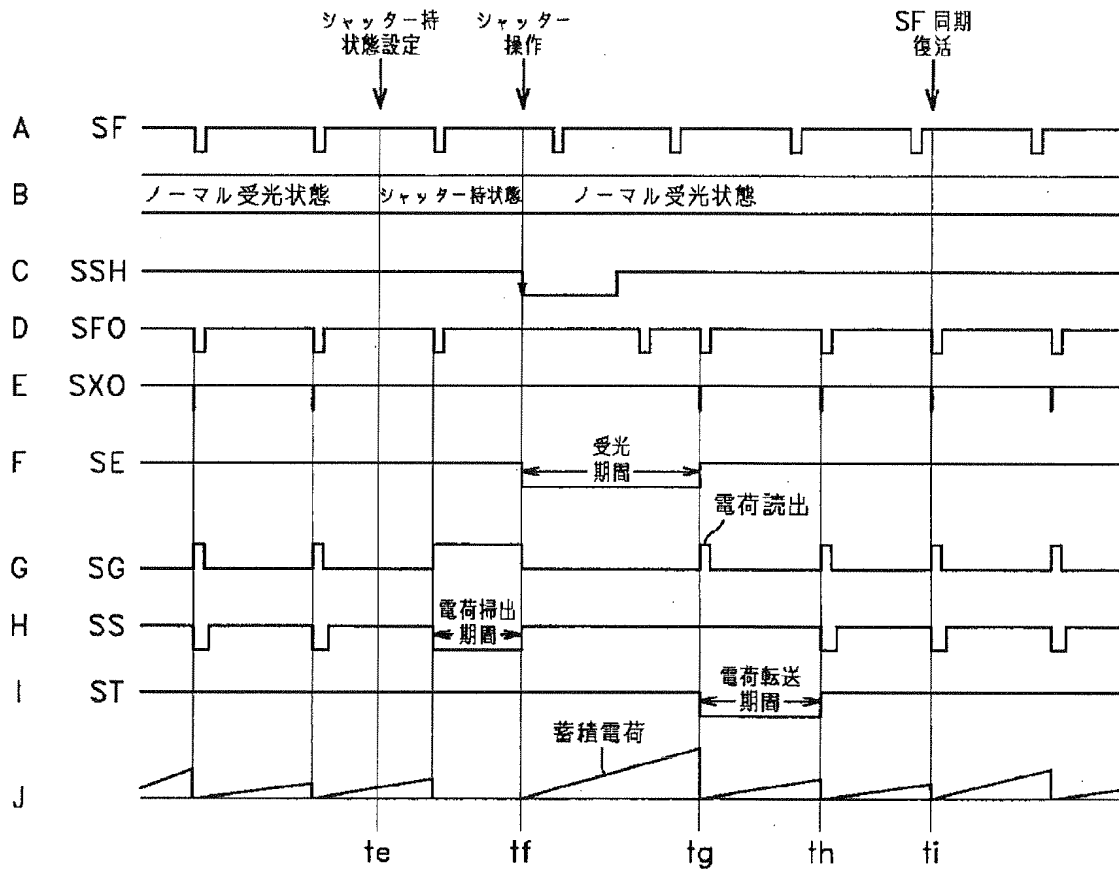 シャッター持
状態設定
シャッター
操作
SF 同期
復活
A SF
B ノーマル受光状態 シャッター持状態 ノーマル受光状態
C SSH
D SFO
E SXO
F SE 受光
期間
電荷読出
G SG
H SS 電荷掃出
期間
I ST 電荷転送
期間
蓄積電荷
J
te tf tg th ti